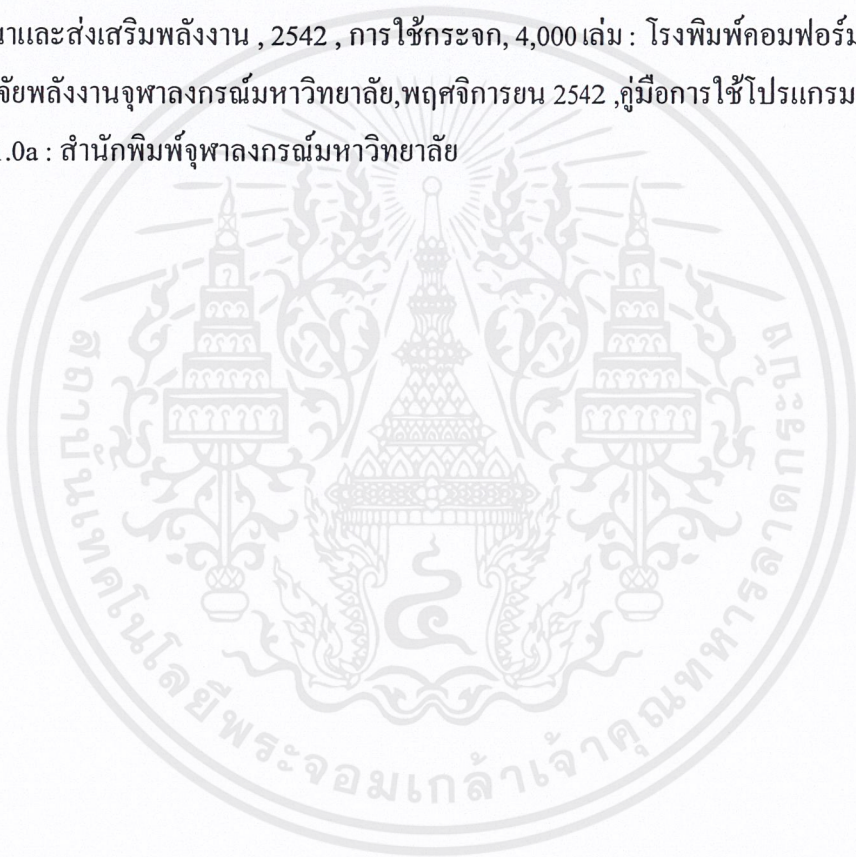 นาและส่งเสริมพลังงาน , 2542 , การใช้กระจก, 4,000 เล่ม : โรงพิมพ์คอมฟอร์ม
จัยพลังงานจุฬาลงกรณ์มหาวิทยาลัย,พฤศจิการยน 2542 ,คู่มือการใช้โปรแกรม
.0a : สำนักพิมพ์จุฬาลงกรณ์มหาวิทยาลัย
สถาบันเทคโนโลยีพระจอมเกล้าเจ้าคุณทหารลาดกระบัง
๔